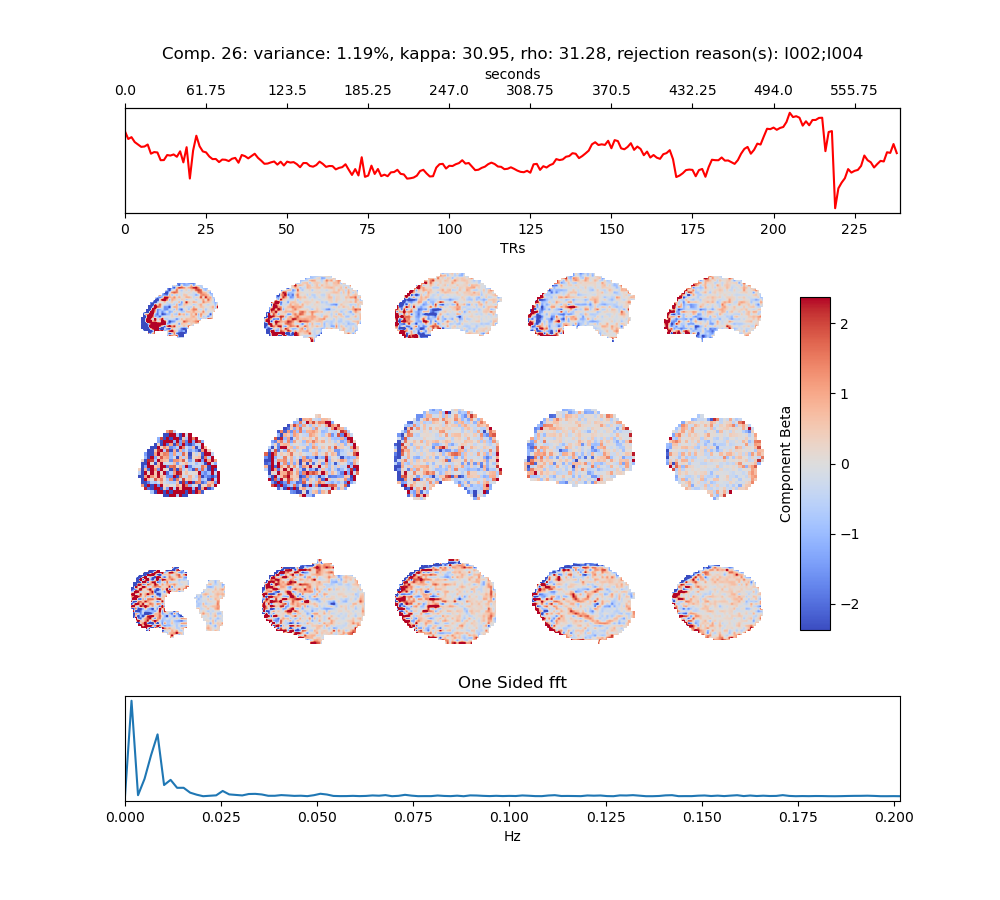 Comp. 26: variance: 1.19%, kappa: 30.95, rho: 31.28, rejection reason(s): I002;I004
seconds
0.0 61.75 123.5 185.25 247.0 308.75 370.5 432.25 494.0 555.75
0 25 50 75 100 125 150 175 200 225
TRs
2
1
0
−1
−2
Component Beta
One Sided fft
0.000 0.025 0.050 0.075 0.100 0.125 0.150 0.175 0.200
Hz